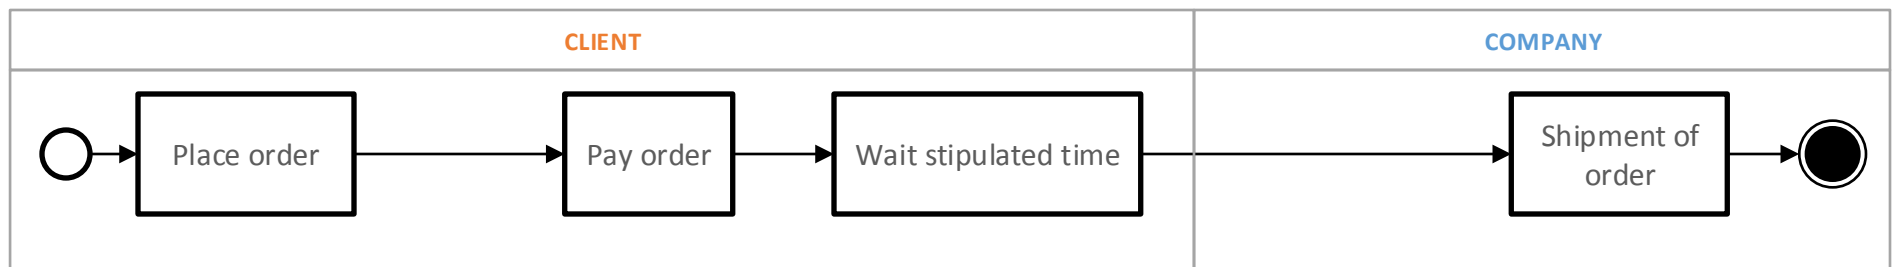 CLIENT
COMPANY
Place order
Pay order
Wait stipulated time
Shipment of
order